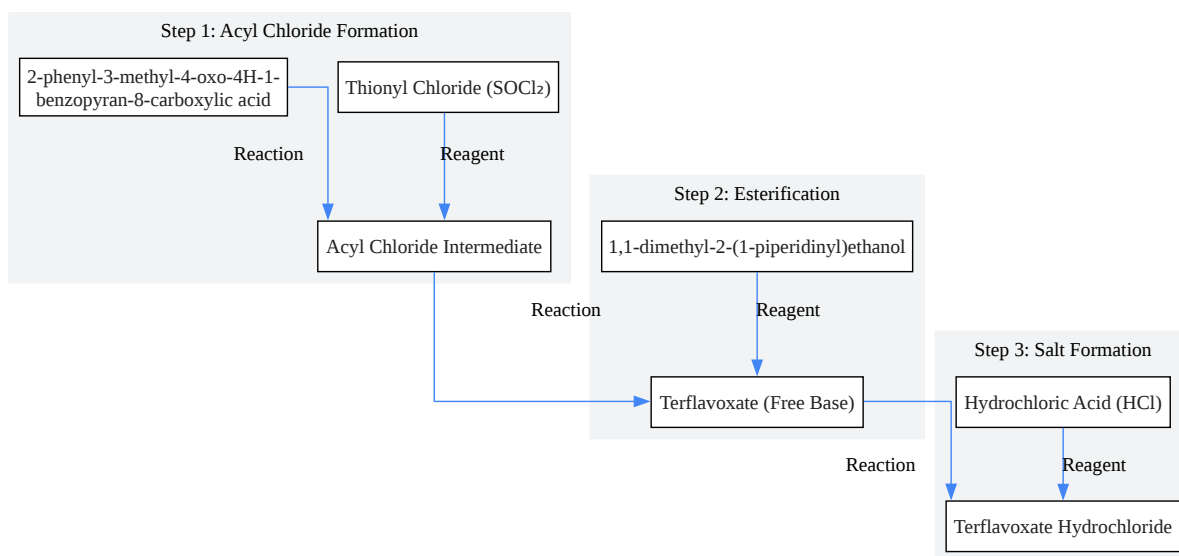 Step 1: Acyl Chloride Formation
2-phenyl-3-methyl-4-oxo-4H-1-
benzopyran-8-carboxylic acid
Thionyl Chloride (SOCl₂)
Reaction
Reagent
Acyl Chloride Intermediate
Step 2: Esterification
1,1-dimethyl-2-(1-piperidinyl)ethanol
Reaction
Reagent
Terflavoxate (Free Base)
Step 3: Salt Formation
Hydrochloric Acid (HCl)
Reaction
Reagent
Terflavoxate Hydrochloride